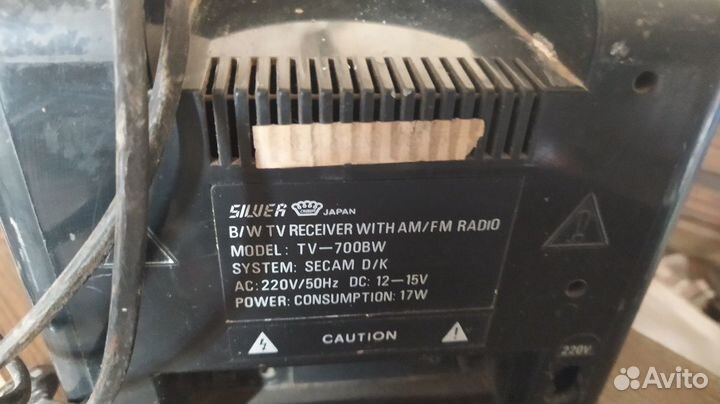 SILVER JAPAN
B/W TV RECEIVER WITH AM/FM RADIO
MODEL: TV-700BW
SYSTEM: SECAM D/K
AC:220V/50Hz DC: 12-15V
POWER: CONSUMPTION: 17W
CAUTION
220V
Avito